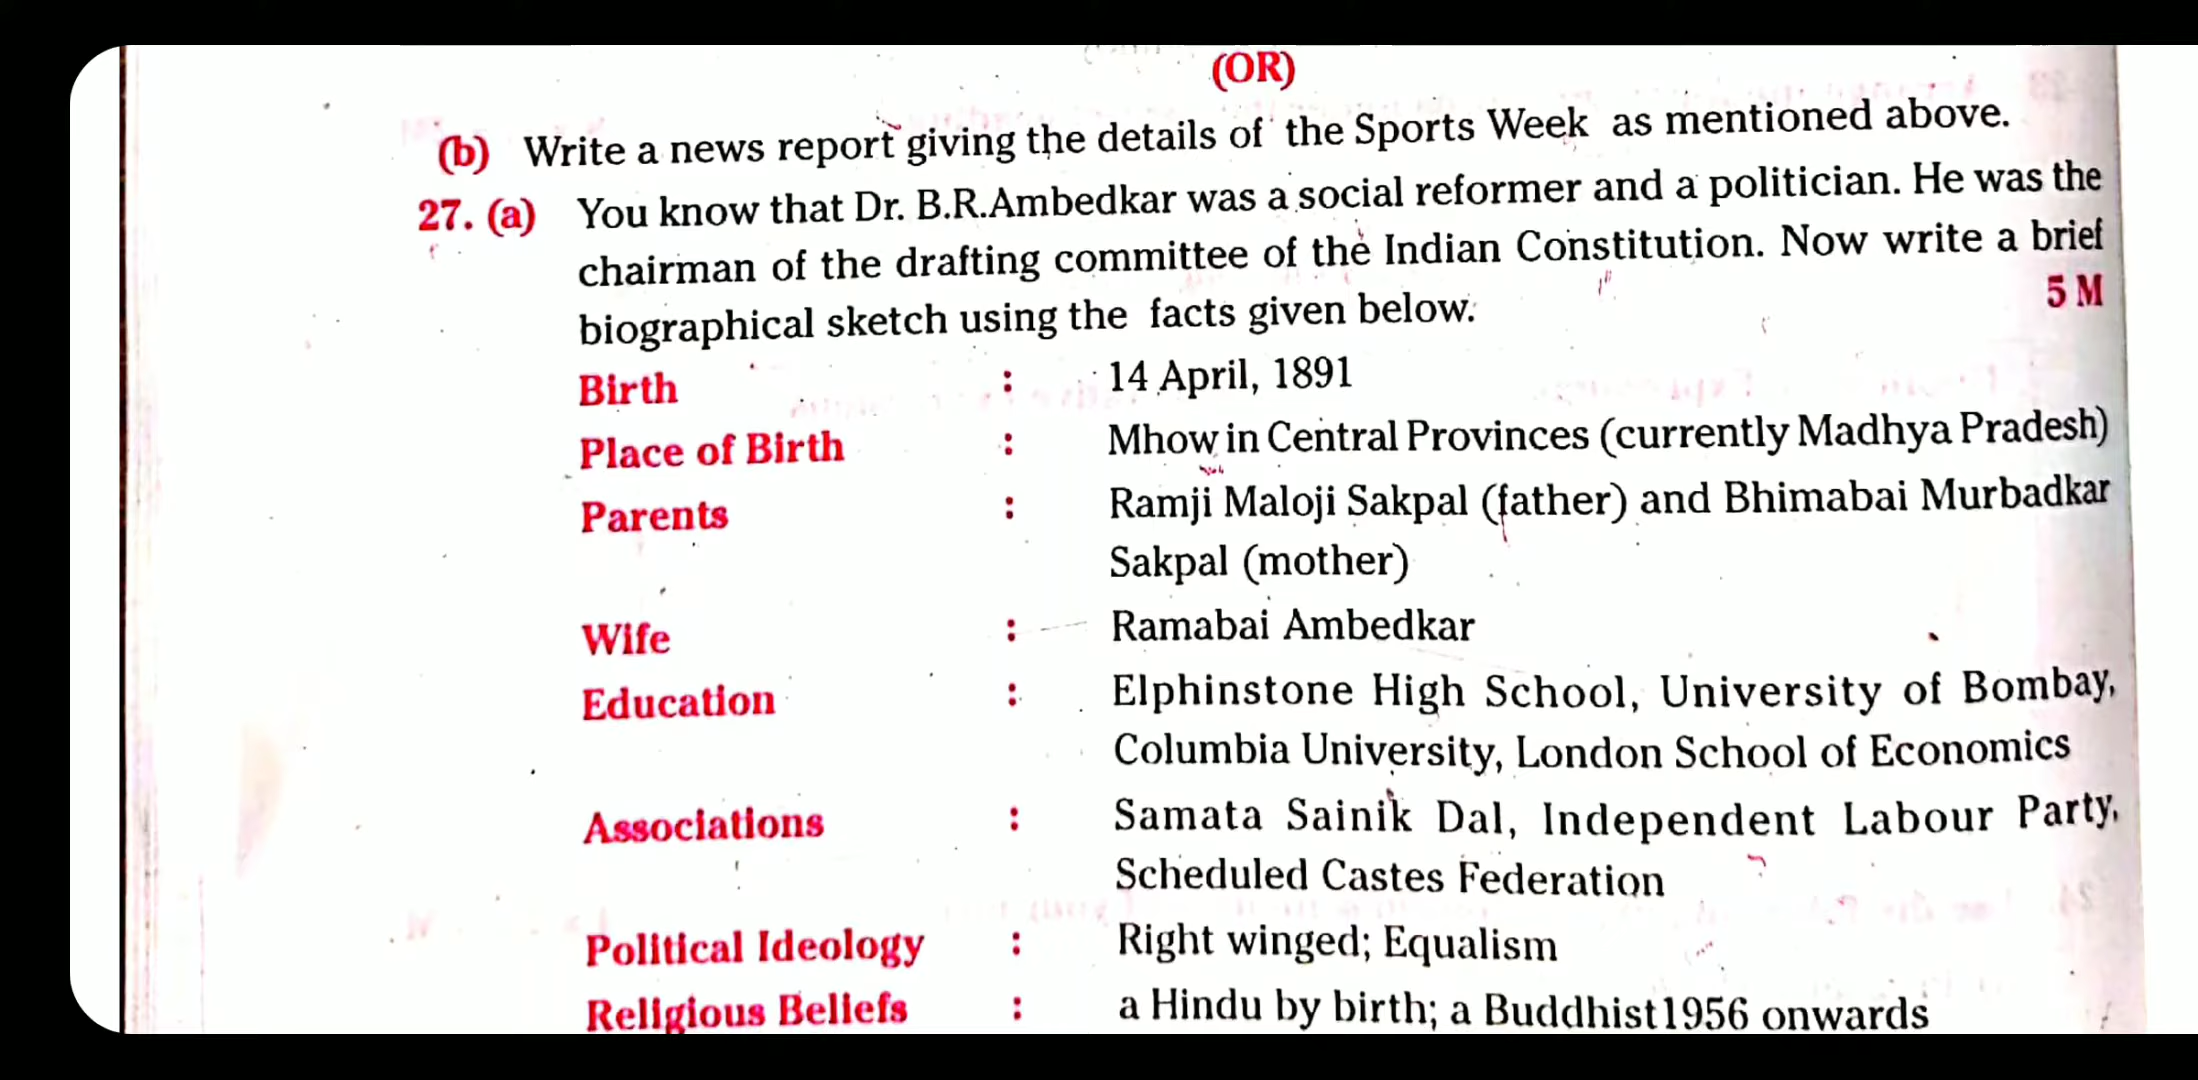 (OR)
(b) Write a news report giving the details of the Sports Week as mentioned above.
27. (a) You know that Dr. B.R.Ambedkar was a social reformer and a politician. He was the
chairman of the drafting committee of the Indian Constitution. Now write a brief
biographical sketch using the facts given below. 5 M
Birth : 14 April, 1891
Place of Birth : Mhow in Central Provinces (currently Madhya Pradesh)
Parents : Ramji Maloji Sakpal (father) and Bhimabai Murbadkar
Sakpal (mother)
Wife : Ramabai Ambedkar
Education : Elphinstone High School, University of Bombay,
Columbia University, London School of Economics
Associations : Samata Sainik Dal, Independent Labour Party,
Scheduled Castes Federation
Political Ideology : Right winged; Equalism
Religious Beliefs : a Hindu by birth; a Buddhist1956 onwards